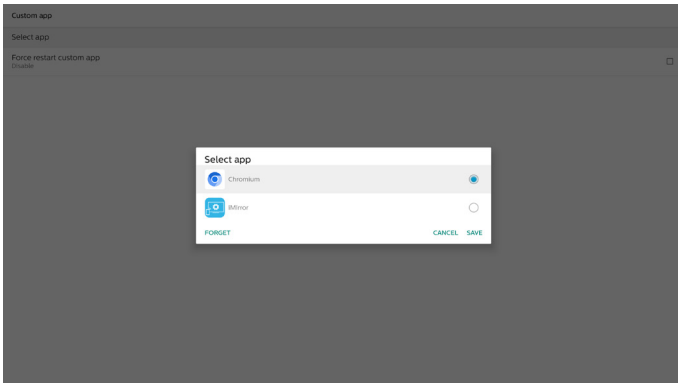 Custom app
Select app
Force restart custom app
Disable
Select app
Chromium
iMirror
FORGET
CANCEL SAVE